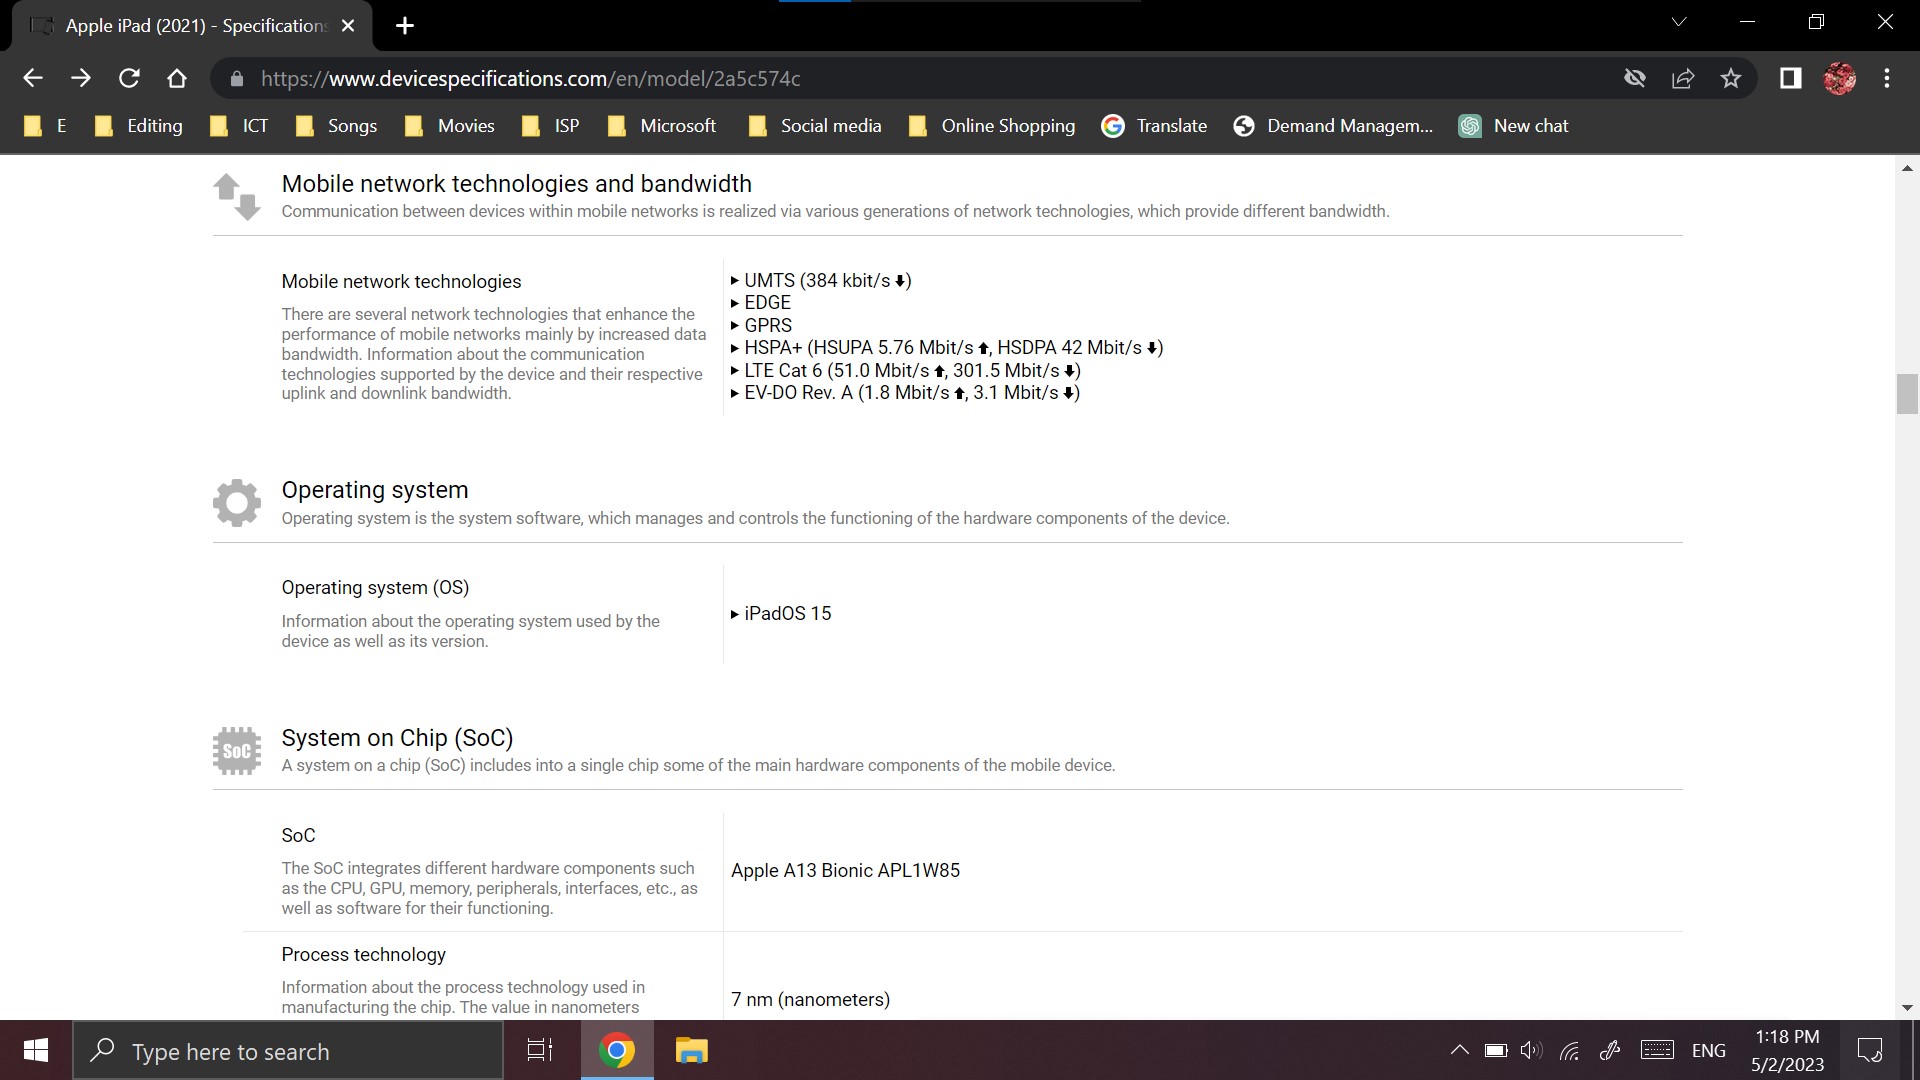 Apple iPad (2021) - Specifications
https://www.devicespecifications.com/en/model/2a5c574c
E Editing ICT Songs Movies ISP Microsoft Social media Online Shopping Translate Demand Managem... New chat
Mobile network technologies and bandwidth
Communication between devices within mobile networks is realized via various generations of network technologies, which provide different bandwidth.
Mobile network technologies
There are several network technologies that enhance the
performance of mobile networks mainly by increased data
bandwidth. Information about the communication
technologies supported by the device and their respective
uplink and downlink bandwidth.
▸ UMTS (384 kbit/s ⬇)
▸ EDGE
▸ GPRS
▸ HSPA+ (HSUPA 5.76 Mbit/s ⬆, HSDPA 42 Mbit/s ⬇)
▸ LTE Cat 6 (51.0 Mbit/s ⬆, 301.5 Mbit/s ⬇)
▸ EV-DO Rev. A (1.8 Mbit/s ⬆, 3.1 Mbit/s ⬇)
Operating system
Operating system is the system software, which manages and controls the functioning of the hardware components of the device.
Operating system (OS)
Information about the operating system used by the
device as well as its version.
▸ iPadOS 15
SoC
System on Chip (SoC)
A system on a chip (SoC) includes into a single chip some of the main hardware components of the mobile device.
SoC
The SoC integrates different hardware components such
as the CPU, GPU, memory, peripherals, interfaces, etc., as
well as software for their functioning.
Apple A13 Bionic APL1W85
Process technology
Information about the process technology used in
manufacturing the chip. The value in nanometers
7 nm (nanometers)
Type here to search
ENG
1:18 PM
5/2/2023